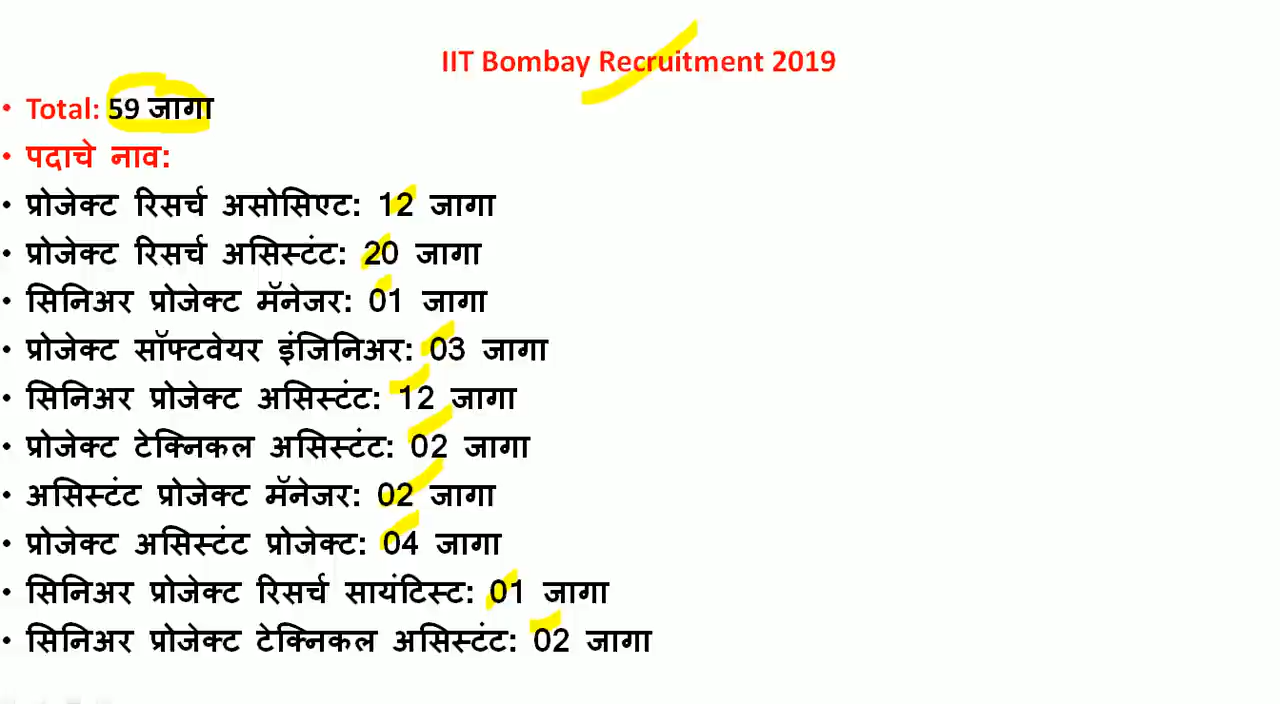 IIT Bombay Recruitment 2019
• Total: 59 जागा
• पदाचे नाव:
• प्रोजेक्ट रिसर्च असोसिएट: 12 जागा
• प्रोजेक्ट रिसर्च असिस्टंट: 20 जागा
• सिनिअर प्रोजेक्ट मॅनेजर: 01 जागा
• प्रोजेक्ट सॉफ्टवेयर इंजिनिअर: 03 जागा
• सिनिअर प्रोजेक्ट असिस्टंट: 12 जागा
• प्रोजेक्ट टेक्निकल असिस्टंट: 02 जागा
• असिस्टंट प्रोजेक्ट मॅनेजर: 02 जागा
• प्रोजेक्ट असिस्टंट प्रोजेक्ट: 04 जागा
• सिनिअर प्रोजेक्ट रिसर्च सायंटिस्ट: 01 जागा
• सिनिअर प्रोजेक्ट टेक्निकल असिस्टंट: 02 जागा